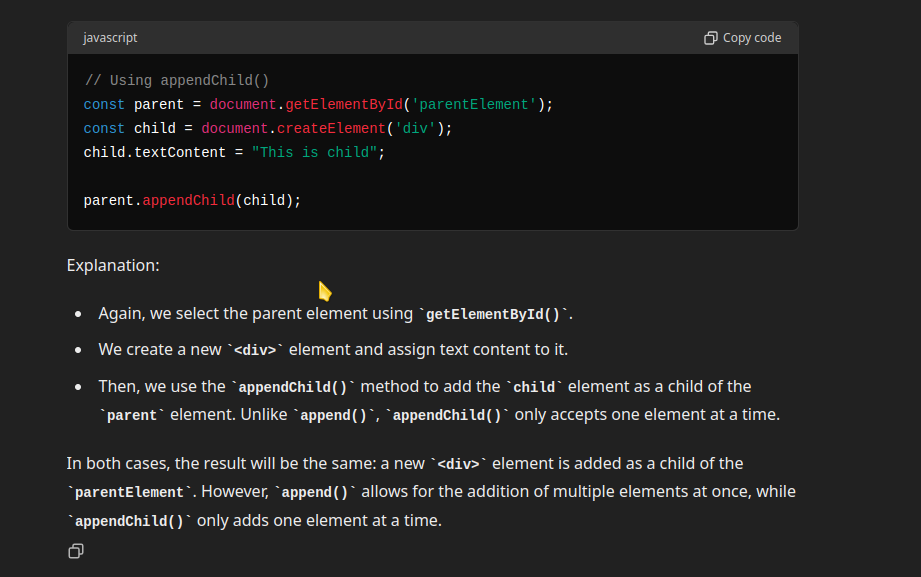 javascript
Copy code
// Using appendChild()
const parent = document.getElementById('parentElement');
const child = document.createElement('div');
child.textContent = "This is child";
parent.appendChild(child);
Explanation:
• Again, we select the parent element using `getElementById()`.
• We create a new `<div>` element and assign text content to it.
• Then, we use the `appendChild()` method to add the `child` element as a child of the
`parent` element. Unlike `append()`, `appendChild()` only accepts one element at a time.
In both cases, the result will be the same: a new `<div>` element is added as a child of the
`parentElement`. However, `append()` allows for the addition of multiple elements at once, while
`appendChild()` only adds one element at a time.